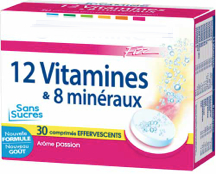 12 Vitamines
& 8 minéraux
Sans
Sucres
Nouvelle
FORMULE
Nouveau
GOÛT
30 comprimés EFFERVESCENTS
Arôme passion